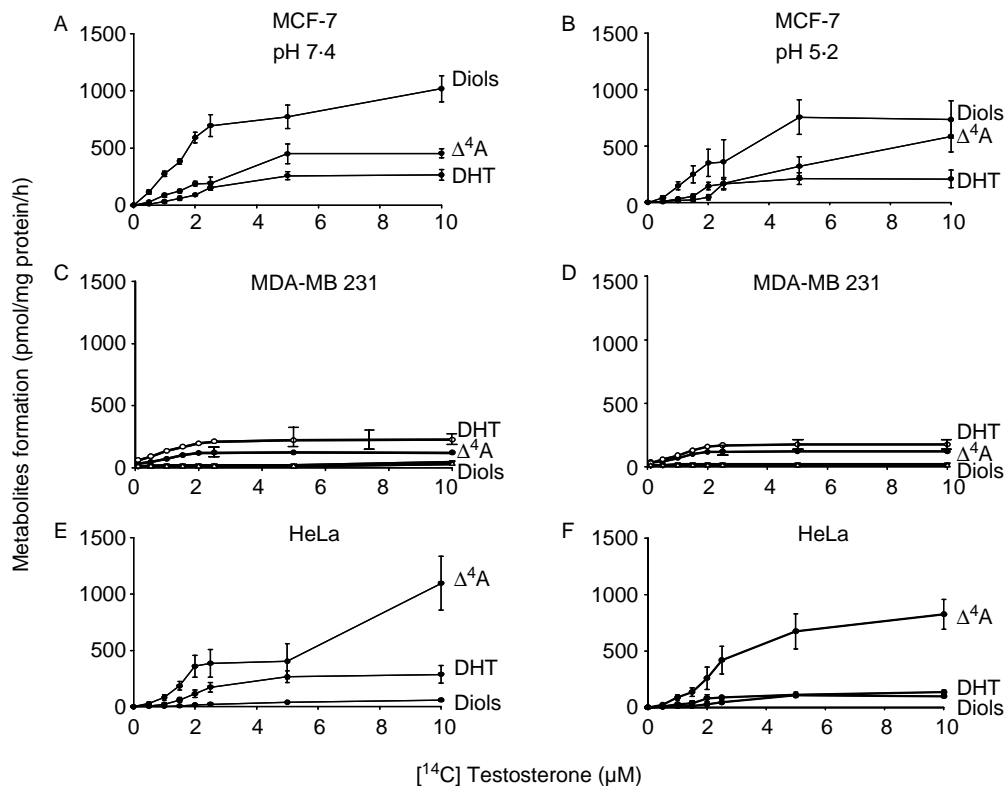 Metabolites formation (pmol/mg protein/h)
A
MCF-7
pH 7·4
1500
1000
500
0
0 2 4 6 8 10
Diols
Δ⁴A
DHT
B
MCF-7
pH 5·2
1500
1000
500
0
0 2 4 6 8 10
Diols
Δ⁴A
DHT
C
MDA-MB 231
1500
1000
500
0
0 2 4 6 8 10
DHT
Δ⁴A
Diols
D
MDA-MB 231
1500
1000
500
0
0 2 4 6 8 10
DHT
Δ⁴A
Diols
E
HeLa
1500
1000
500
0
0 2 4 6 8 10
Δ⁴A
DHT
Diols
F
HeLa
1500
1000
500
0
0 2 4 6 8 10
Δ⁴A
DHT
Diols
[¹⁴C] Testosterone (µM)